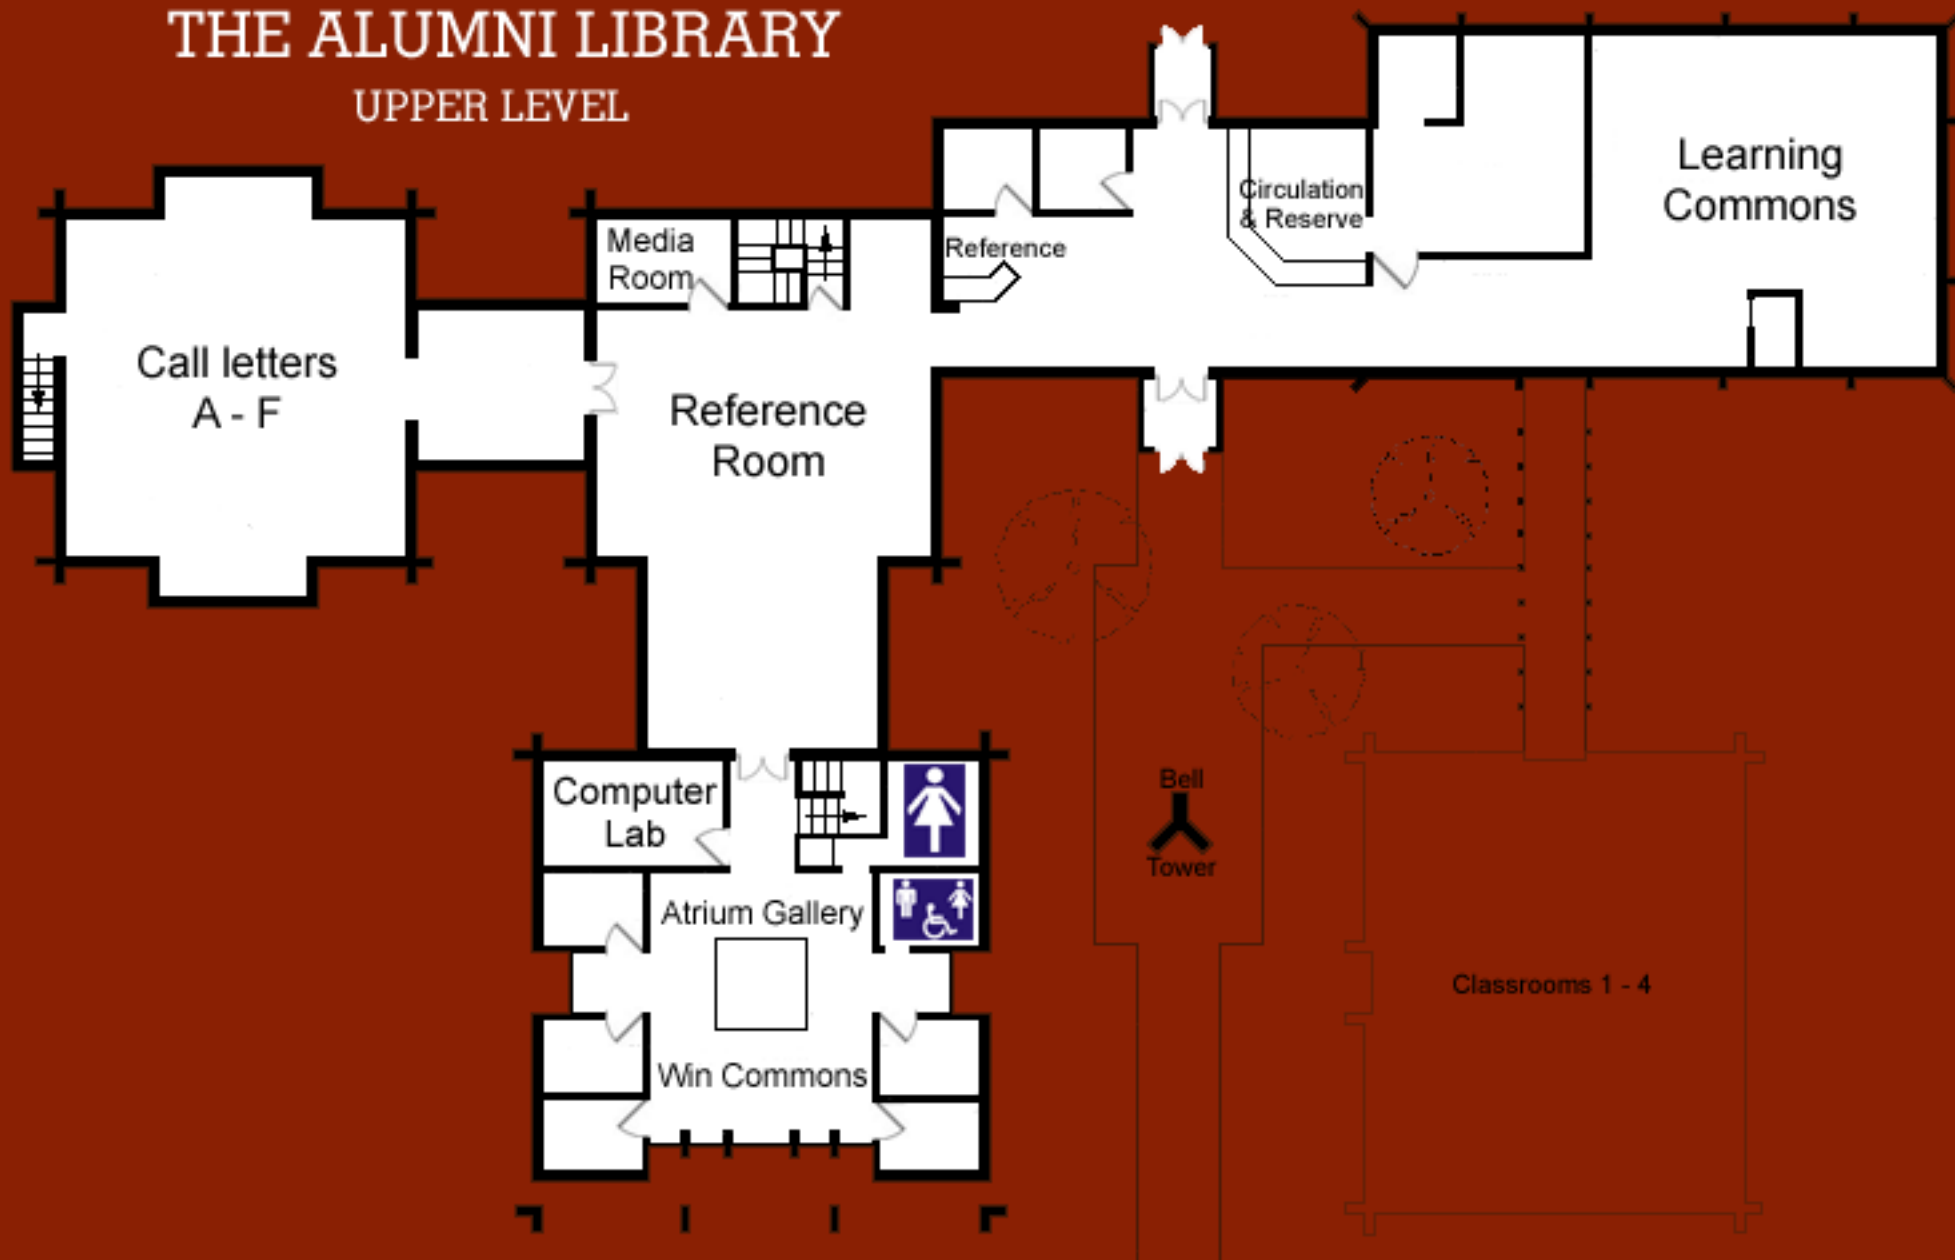 THE ALUMNI LIBRARY
UPPER LEVEL
Learning
Commons
Circulation
& Reserve
Reference
Media
Room
Call letters
A - F
Reference
Room
Computer
Lab
Bell
Tower
Atrium Gallery
Classrooms 1 - 4
Win Commons